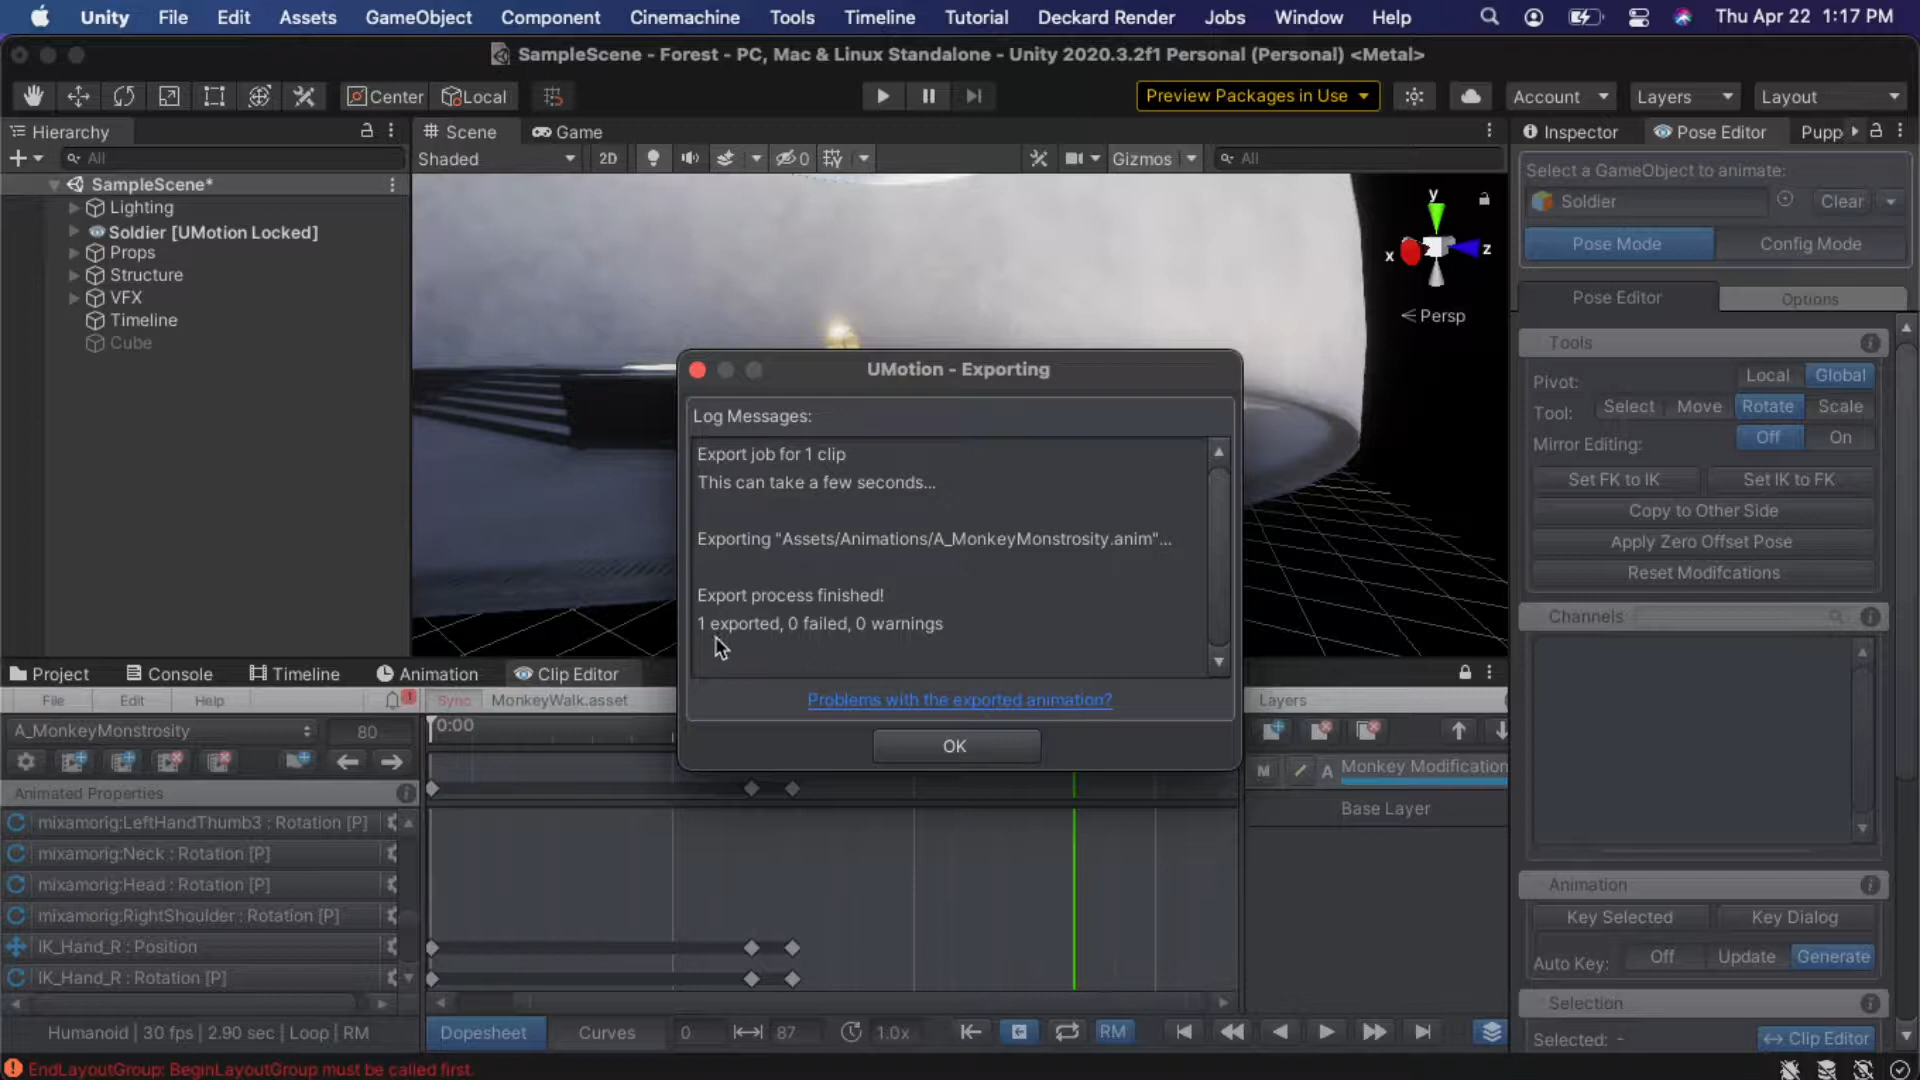 Unity File Edit Assets GameObject Component Cinemachine Tools Timeline Tutorial Deckard Render Jobs Window Help Thu Apr 22 1:17 PM
SampleScene - Forest - PC, Mac & Linux Standalone - Unity 2020.3.2f1 Personal (Personal) <Metal>
Center Local Preview Packages in Use Account Layers Layout
Hierarchy
All
SampleScene*
Lighting
Soldier [UMotion Locked]
Props
Structure
VFX
Timeline
Cube
Scene Game
Shaded 2D 0 Gizmos All
y
x
z
Persp
UMotion - Exporting
Log Messages:
Export job for 1 clip
This can take a few seconds...
Exporting "Assets/Animations/A_MonkeyMonstrosity.anim"...
Export process finished!
1 exported, 0 failed, 0 warnings
Problems with the exported animation?
OK
Inspector Pose Editor Pupp
Select a GameObject to animate:
Soldier Clear
Pose Mode Config Mode
Pose Editor Options
Tools
Pivot: Local Global
Tool: Select Move Rotate Scale
Mirror Editing: Off On
Set FK to IK Set IK to FK
Copy to Other Side
Apply Zero Offset Pose
Reset Modifcations
Channels
Animation
Key Selected Key Dialog
Auto Key: Off Update Generate
Selection
Selected: - Clip Editor
Project Console Timeline Animation Clip Editor
File Edit Help Sync MonkeyWalk.asset
A_MonkeyMonstrosity 80 0:00
Animated Properties
mixamorig:LeftHandThumb3 : Rotation [P]
mixamorig:Neck : Rotation [P]
mixamorig:Head : Rotation [P]
mixamorig:RightShoulder : Rotation [P]
IK_Hand_R : Position
IK_Hand_R : Rotation [P]
Layers
M A Monkey Modification
Base Layer
Humanoid | 30 fps | 2.90 sec | Loop | RM Dopesheet Curves 0 87 1.0x RM
EndLayoutGroup: BeginLayoutGroup must be called first.